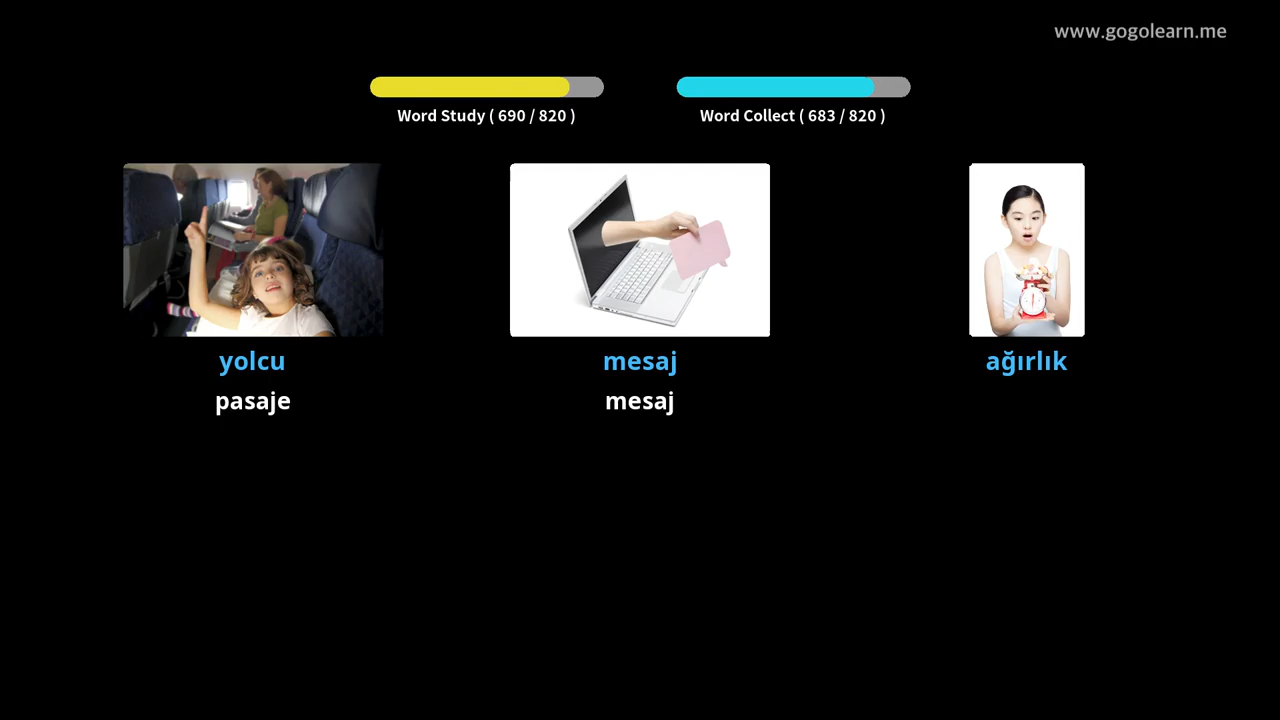 www.gogolearn.me
Word Study ( 690 / 820 )
Word Collect ( 683 / 820 )
yolcu
pasaje
mesaj
mesaj
ağırlık